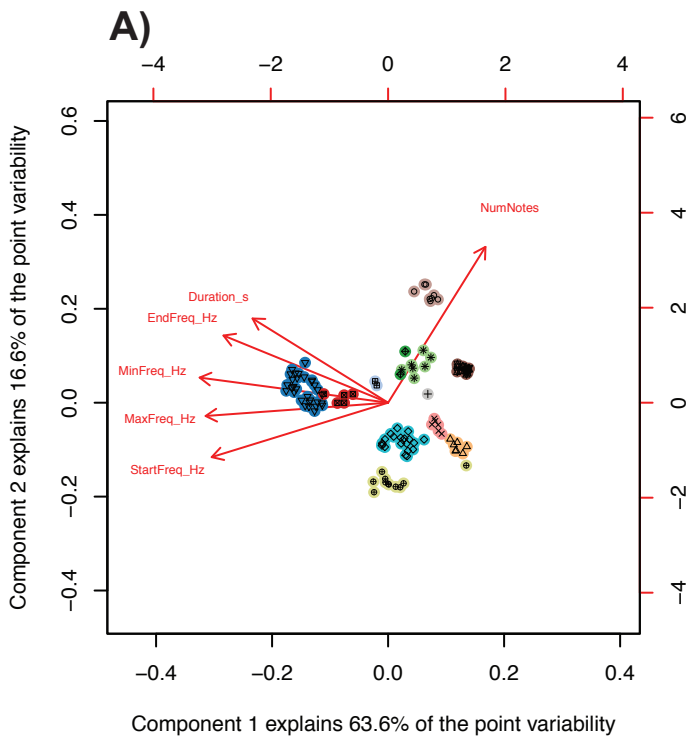 A)
−4 −2 0 2 4
Component 2 explains 16.6% of the point variability
0.6
0.4
0.2
0.0
−0.2
−0.4
6
4
2
0
−2
−4
NumNotes
Duration_s
EndFreq_Hz
MinFreq_Hz
MaxFreq_Hz
StartFreq_Hz
−0.4 −0.2 0.0 0.2 0.4
Component 1 explains 63.6% of the point variability